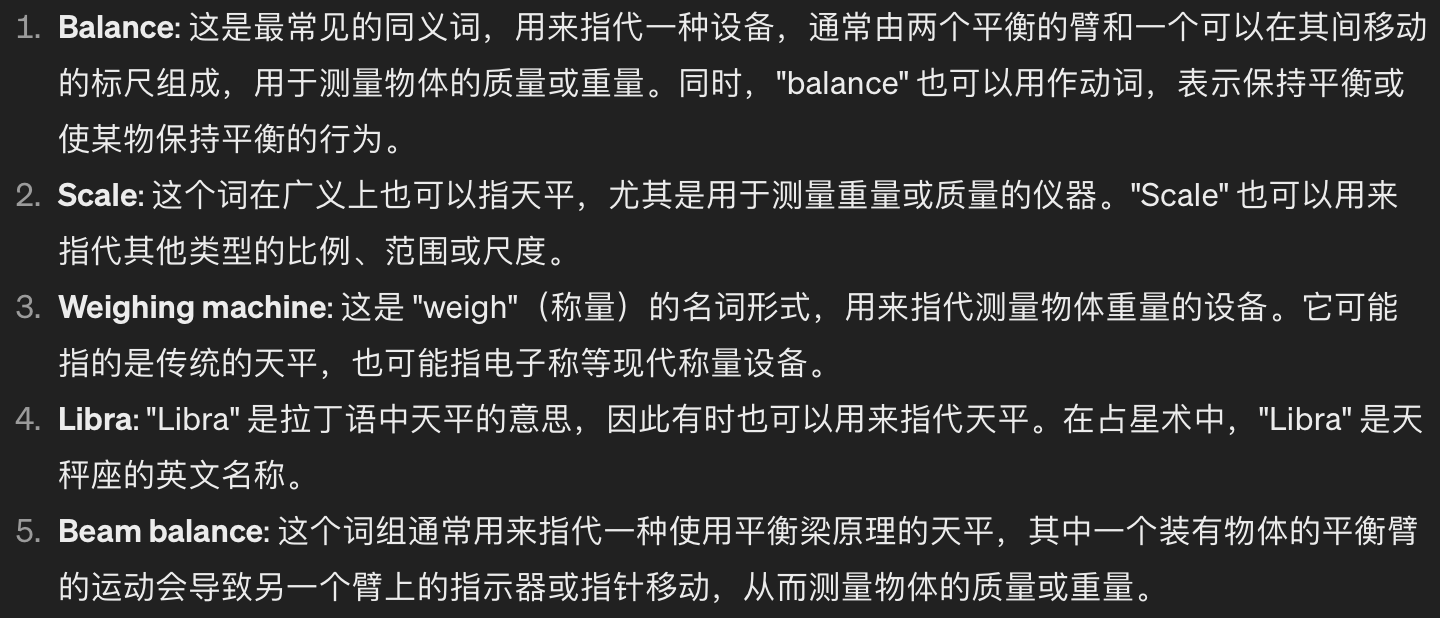 1. Balance: 这是最常见的同义词，用来指代一种设备，通常由两个平衡的臂和一个可以在其间移动
的标尺组成，用于测量物体的质量或重量。同时，"balance" 也可以用作动词，表示保持平衡或
使某物保持平衡的行为。
2. Scale: 这个词在广义上也可以指天平，尤其是用于测量重量或质量的仪器。"Scale" 也可以用来
指代其他类型的比例、范围或尺度。
3. Weighing machine: 这是 "weigh"（称量）的名词形式，用来指代测量物体重量的设备。它可能
指的是传统的天平，也可能指电子称等现代称量设备。
4. Libra: "Libra" 是拉丁语中天平的意思，因此有时也可以用来指代天平。在占星术中，"Libra" 是天
秤座的英文名称。
5. Beam balance: 这个词组通常用来指代一种使用平衡梁原理的天平，其中一个装有物体的平衡臂
的运动会导致另一个臂上的指示器或指针移动，从而测量物体的质量或重量。